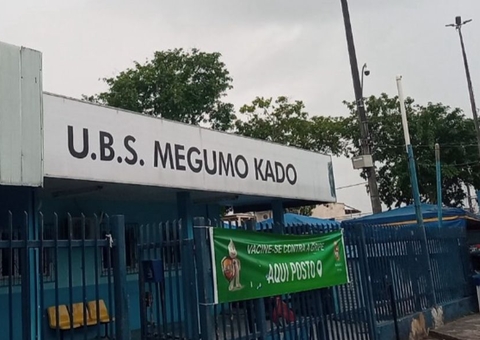 U.B.S. MEGUMO KADO
VACINE-SE CONTRA A GRIPE
AQUI POSTO